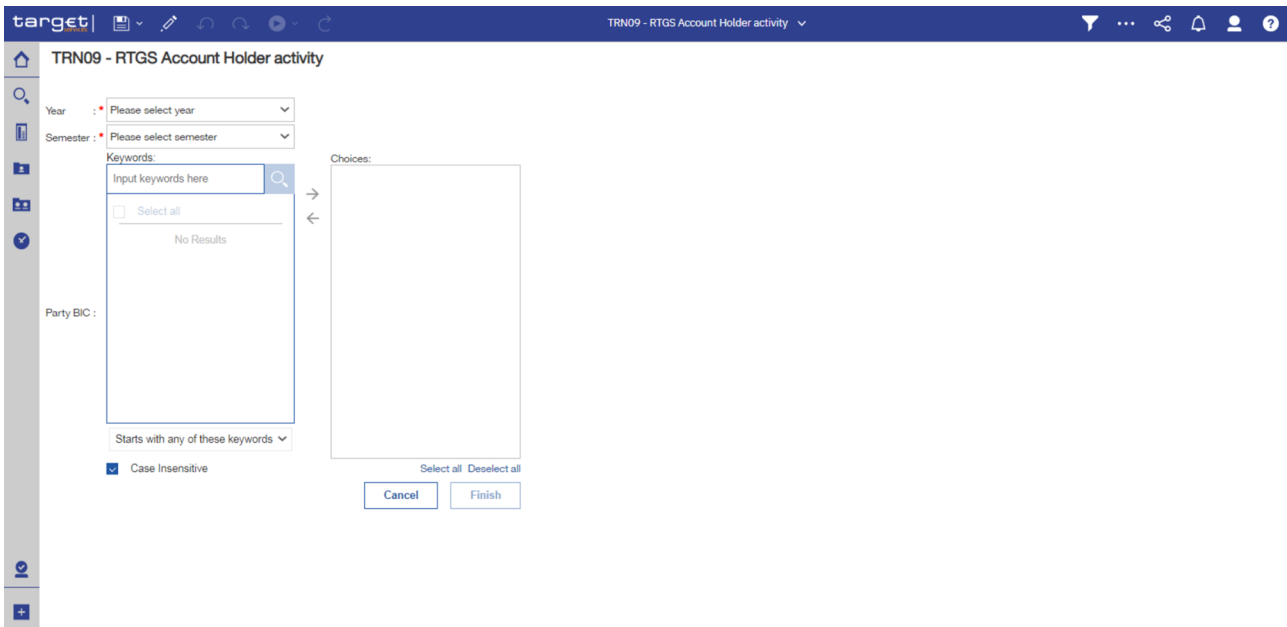 target|
services
TRN09 - RTGS Account Holder activity
TRN09 - RTGS Account Holder activity
Year : * Please select year
Semester : * Please select semester
Keywords:
Choices:
Input keywords here
Select all
No Results
Party BIC :
Starts with any of these keywords
Case Insensitive
Select all Deselect all
Cancel Finish